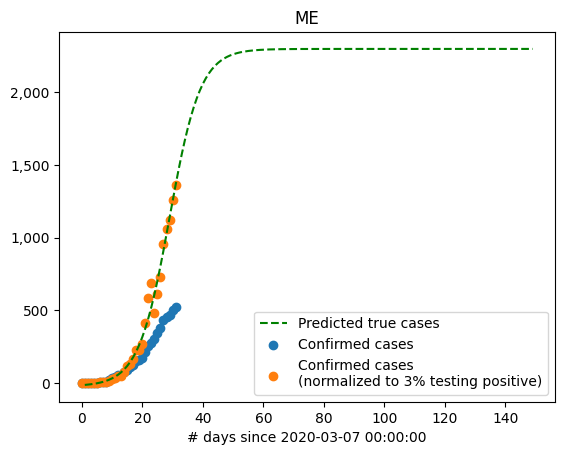 ME
2,000
1,500
1,000
500
0
Predicted true cases
Confirmed cases
Confirmed cases
(normalized to 3% testing positive)
0 20 40 60 80 100 120 140
# days since 2020-03-07 00:00:00